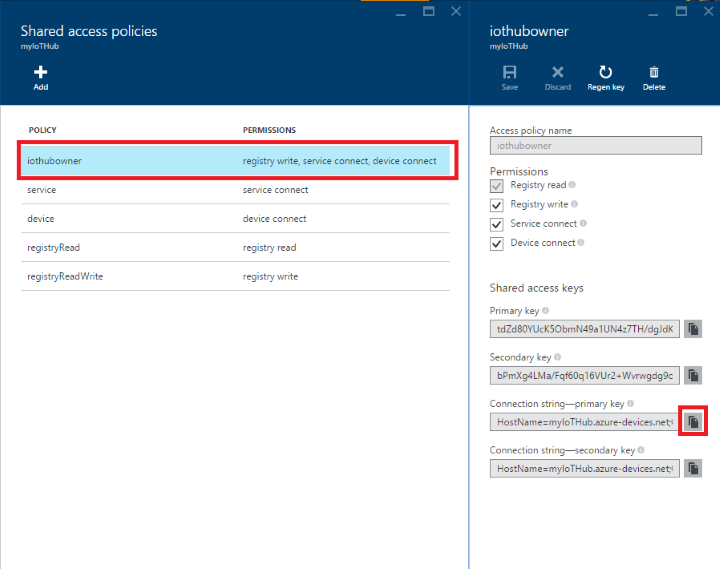 Shared access policies
myIoTHub
Add
POLICY PERMISSIONS
iothubowner registry write, service connect, device connect
service service connect
device device connect
registryRead registry read
registryReadWrite registry write
iothubowner
myIoTHub
Save Discard Regen key Delete
Access policy name
iothubowner
Permissions
Registry read
Registry write
Service connect
Device connect
Shared access keys
Primary key
tdZd80YUcK5ObmN49a1UN4z7TH/dgJdK
Secondary key
bPmXg4LMa/Fqf60q16VUr2+Wvrwgdg9c
Connection string—primary key
HostName=myIoTHub.azure-devices.net;
Connection string—secondary key
HostName=myIoTHub.azure-devices.net;